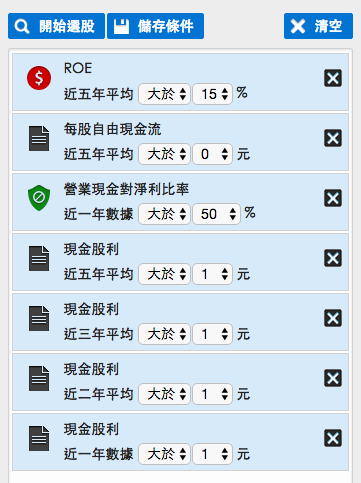 開始選股 儲存條件 清空
ROE
近五年平均 大於 15 %
每股自由現金流
近五年平均 大於 0 元
營業現金對淨利比率
近一年數據 大於 50 %
現金股利
近五年平均 大於 1 元
現金股利
近三年平均 大於 1 元
現金股利
近二年平均 大於 1 元
現金股利
近一年數據 大於 1 元